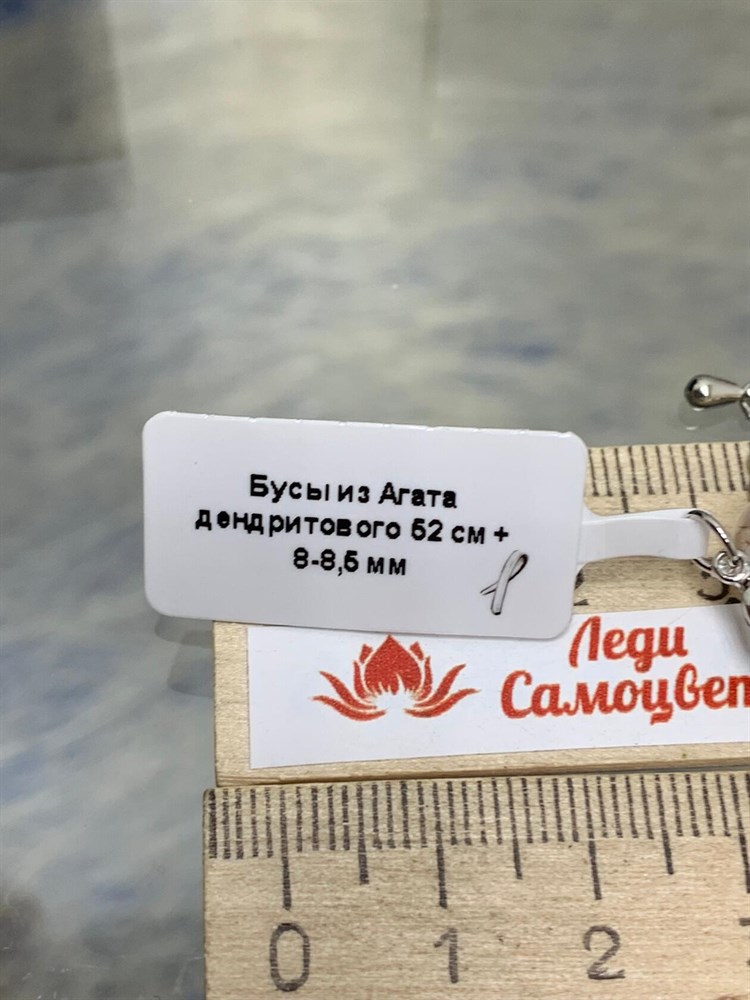 Бусы из Агата
дендритового 52 см +
8-8,5 мм
Леди
Самоцвет
0 1 2